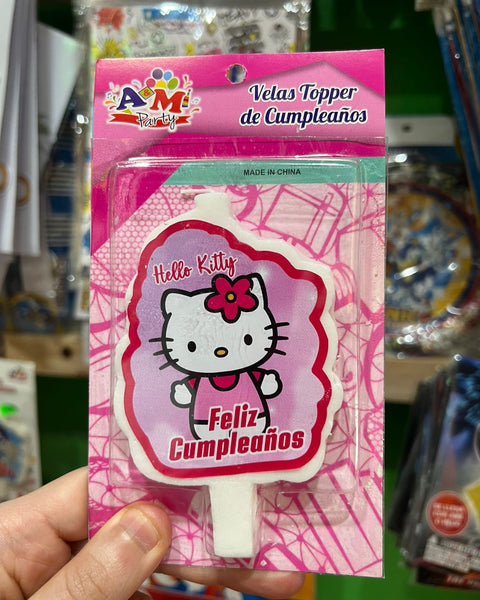 A&M
Party
Velas Topper
de Cumpleaños
MADE IN CHINA
Hello Kitty
Feliz
Cumpleaños